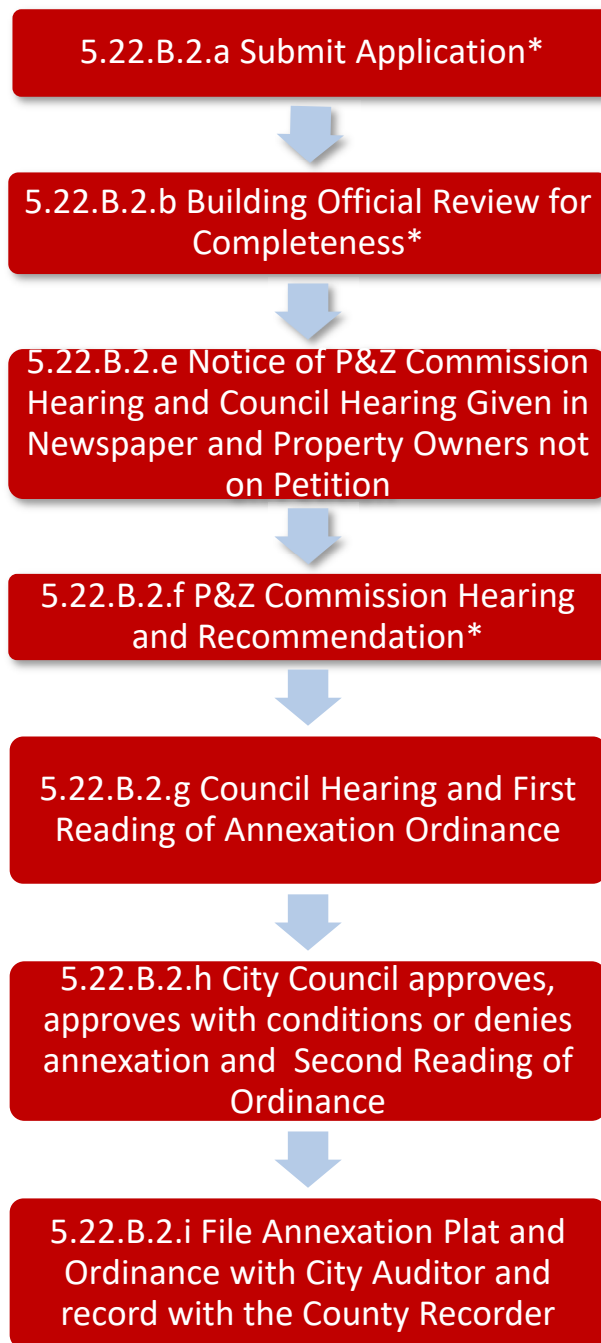 5.22.B.2.a Submit Application*
5.22.B.2.b Building Official Review for
Completeness*
5.22.B.2.e Notice of P&Z Commission
Hearing and Council Hearing Given in
Newspaper and Property Owners not
on Petition
5.22.B.2.f P&Z Commission Hearing
and Recommendation*
5.22.B.2.g Council Hearing and First
Reading of Annexation Ordinance
5.22.B.2.h City Council approves,
approves with conditions or denies
annexation and  Second Reading of
Ordinance
5.22.B.2.i File Annexation Plat and
Ordinance with City Auditor and
record with the County Recorder